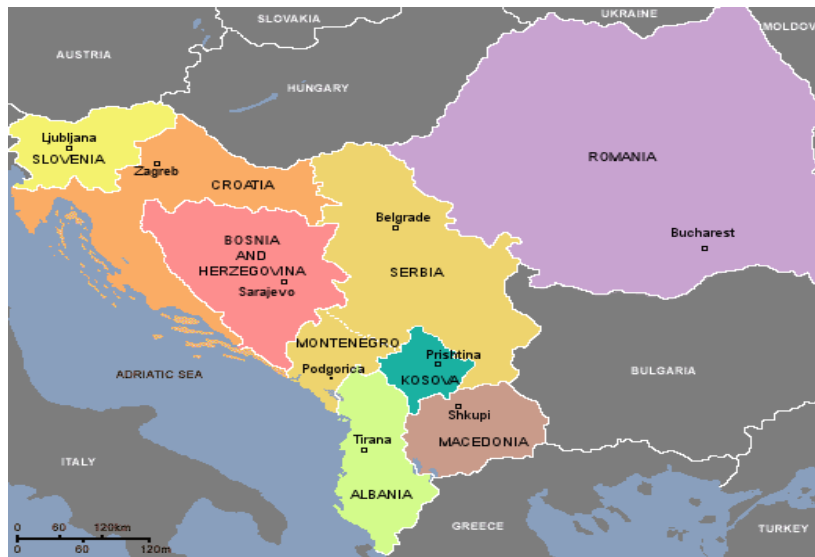 SLOVAKIA
UKRAINE
MOLDOV
AUSTRIA
HUNGARY
Ljubljana
SLOVENIA
Zagreb
CROATIA
ROMANIA
Belgrade
Bucharest
BOSNIA
AND
HERZEGOVINA
Sarajevo
SERBIA
MONTENEGRO
Podgorica
Prishtina
KOSOVA
ADRIATIC SEA
BULGARIA
Shkupi
MACEDONIA
Tirana
ALBANIA
ITALY
GREECE
TURKEY
0 60 120km
0 60 120m